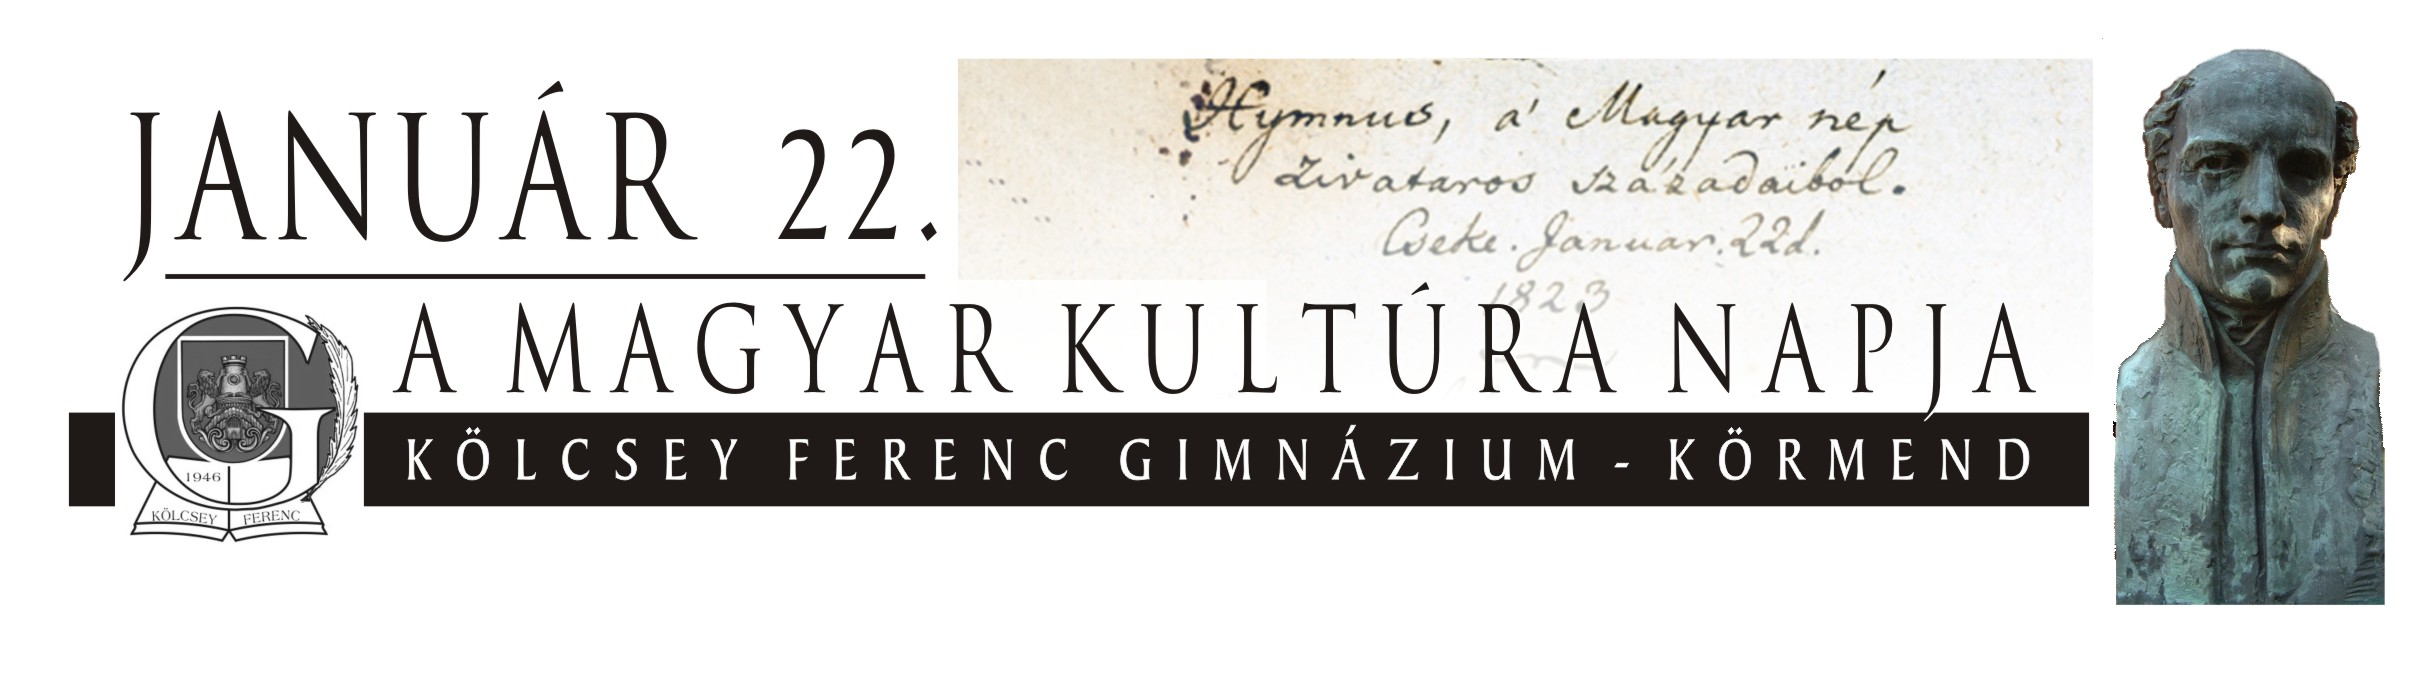 JANUÁR 22.
Hymnus, a' Magyar nép
zivataros századaiból.
Cseke. Januar. 22d.
1823
A MAGYAR KULTÚRA NAPJA
KÖLCSEY FERENC GIMNÁZIUM - KÖRMEND
1946
KÖLCSEY FERENC